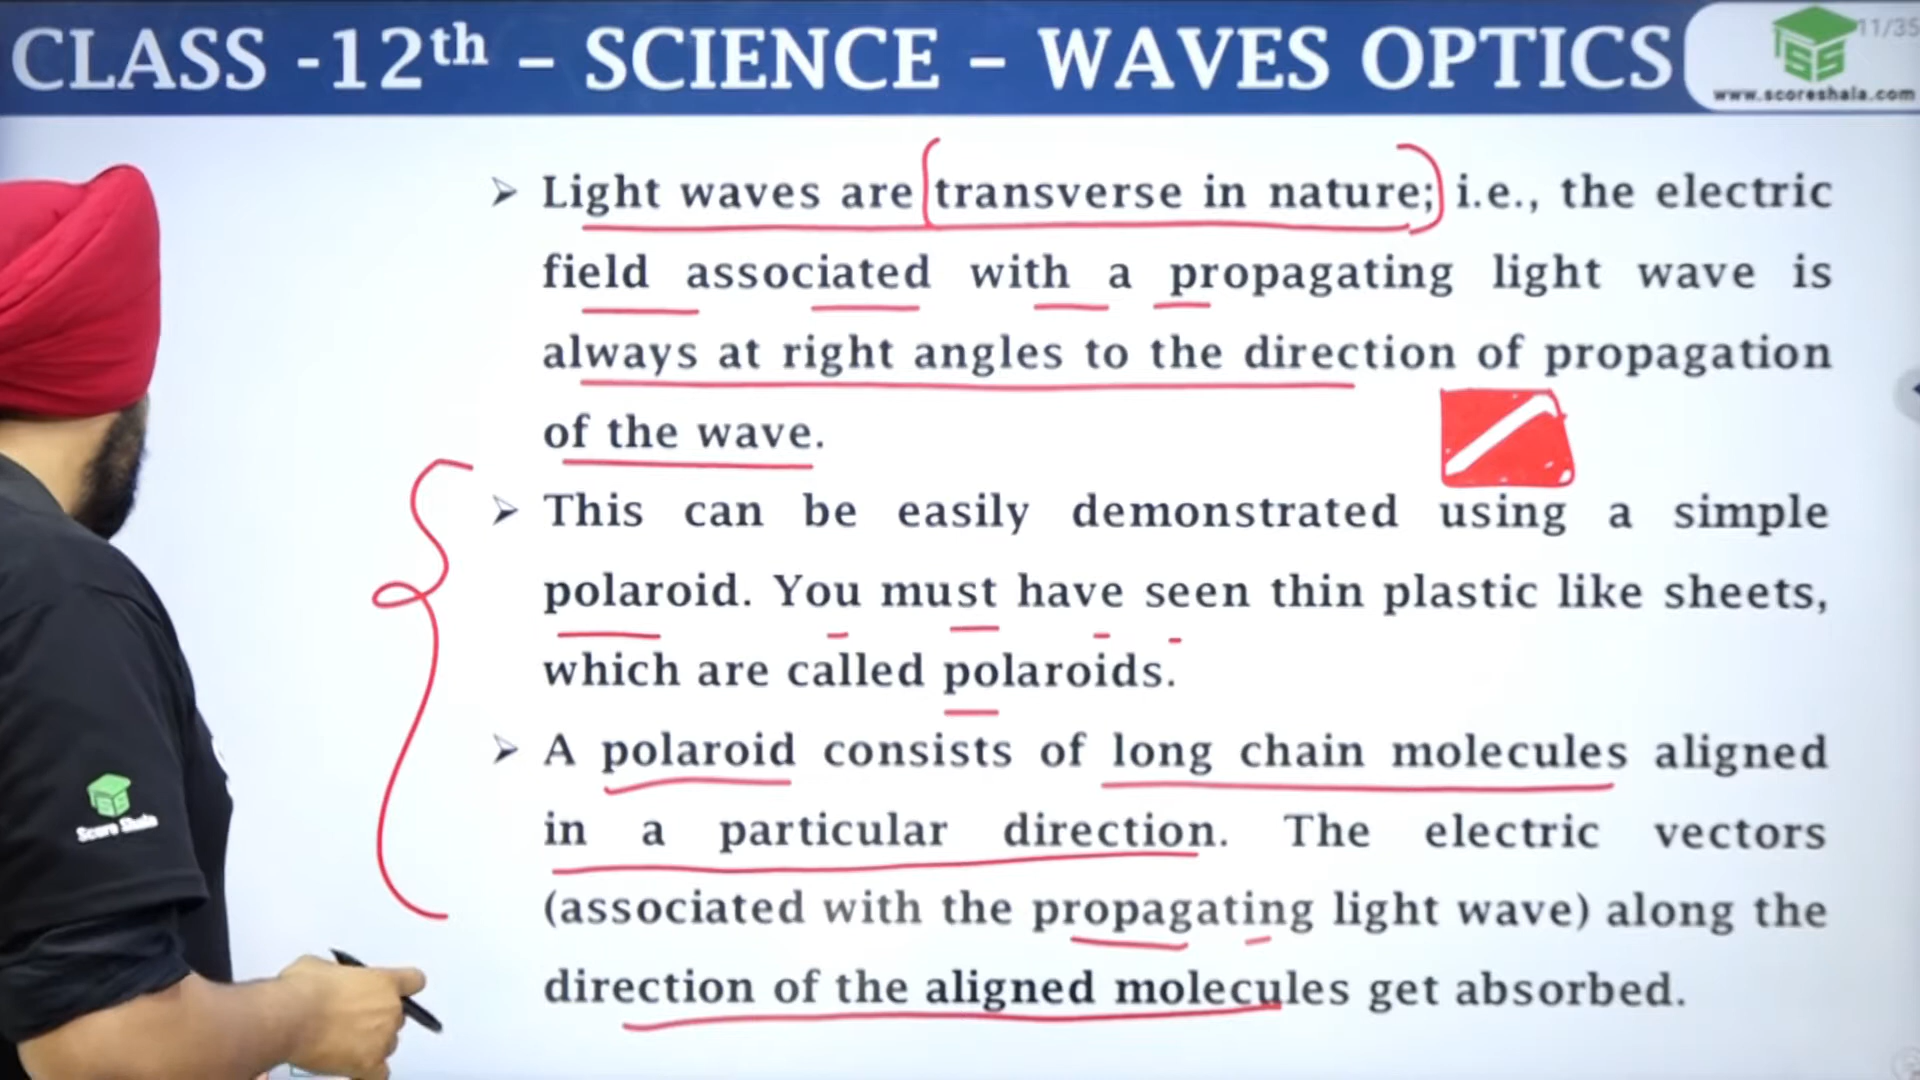 CLASS -12th – SCIENCE – WAVES OPTICS
11/35
SS
www.scoreshala.com
➢ Light waves are transverse in nature; i.e., the electric
field associated with a propagating light wave is
always at right angles to the direction of propagation
of the wave.
➢ This can be easily demonstrated using a simple
polaroid. You must have seen thin plastic like sheets,
which are called polaroids.
➢ A polaroid consists of long chain molecules aligned
in a particular direction. The electric vectors
(associated with the propagating light wave) along the
direction of the aligned molecules get absorbed.
SS
Score Shala